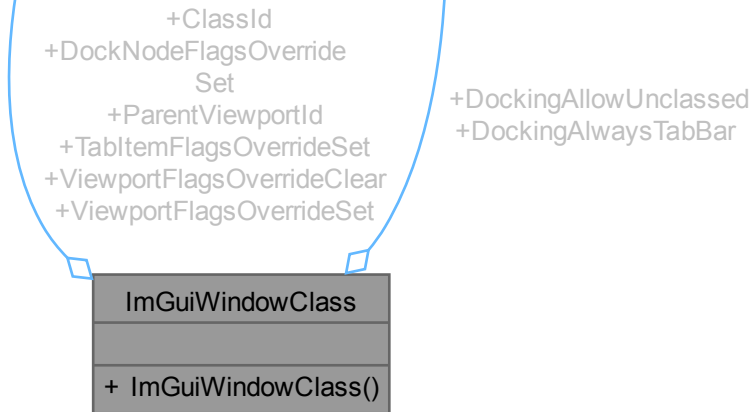 +ClassId
+DockNodeFlagsOverride
Set
+ParentViewportId
+TabItemFlagsOverrideSet
+ViewportFlagsOverrideClear
+ViewportFlagsOverrideSet
+DockingAllowUnclassed
+DockingAlwaysTabBar
ImGuiWindowClass
+ ImGuiWindowClass()